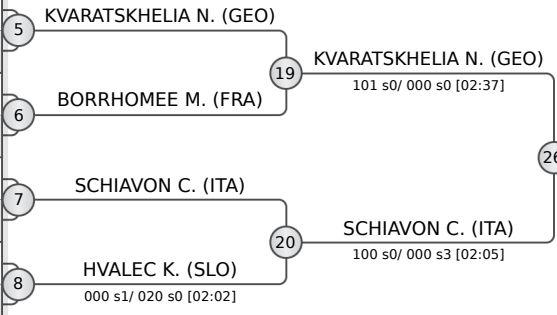 KVARATSKHELIA N. (GEO)
5
19
KVARATSKHELIA N. (GEO)
101 s0/ 000 s0 [02:37]
BORRHOMEE M. (FRA)
6
26
SCHIAVON C. (ITA)
7
20
SCHIAVON C. (ITA)
100 s0/ 000 s3 [02:05]
HVALEC K. (SLO)
8
000 s1/ 020 s0 [02:02]